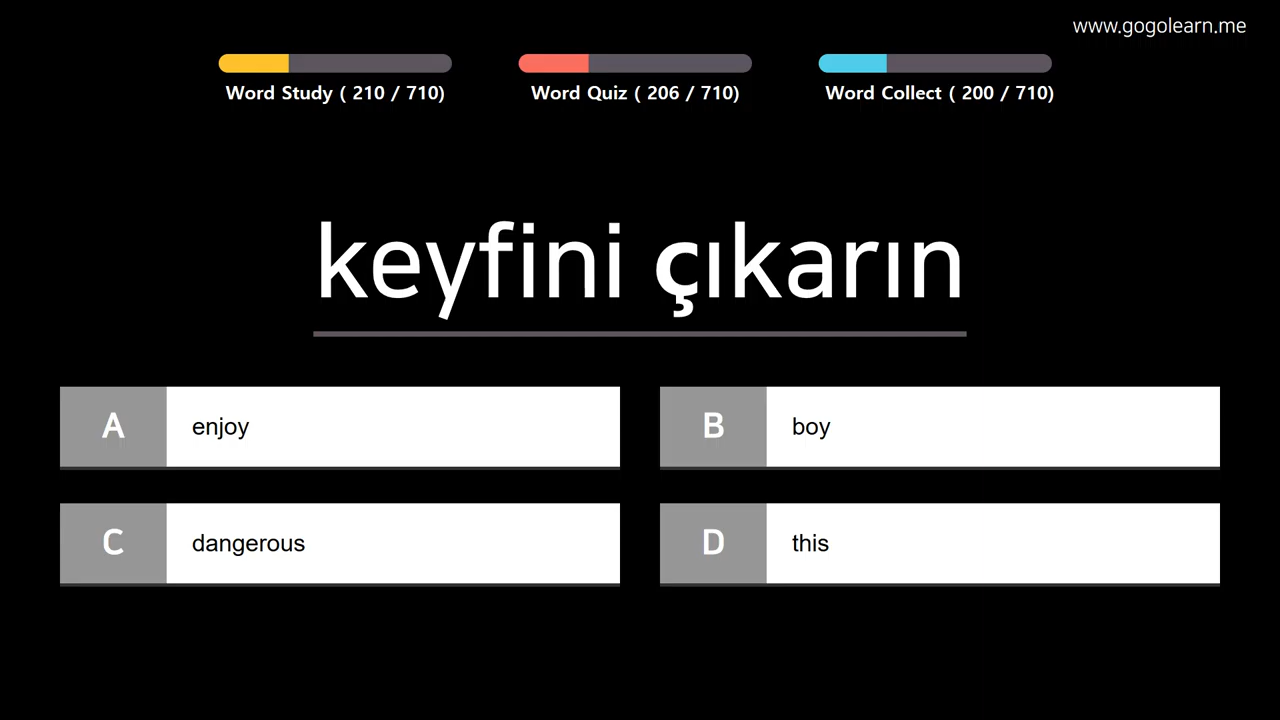 www.gogolearn.me
Word Study ( 210 / 710)
Word Quiz ( 206 / 710)
Word Collect ( 200 / 710)
keyfini çıkarın
A enjoy
B boy
C dangerous
D this